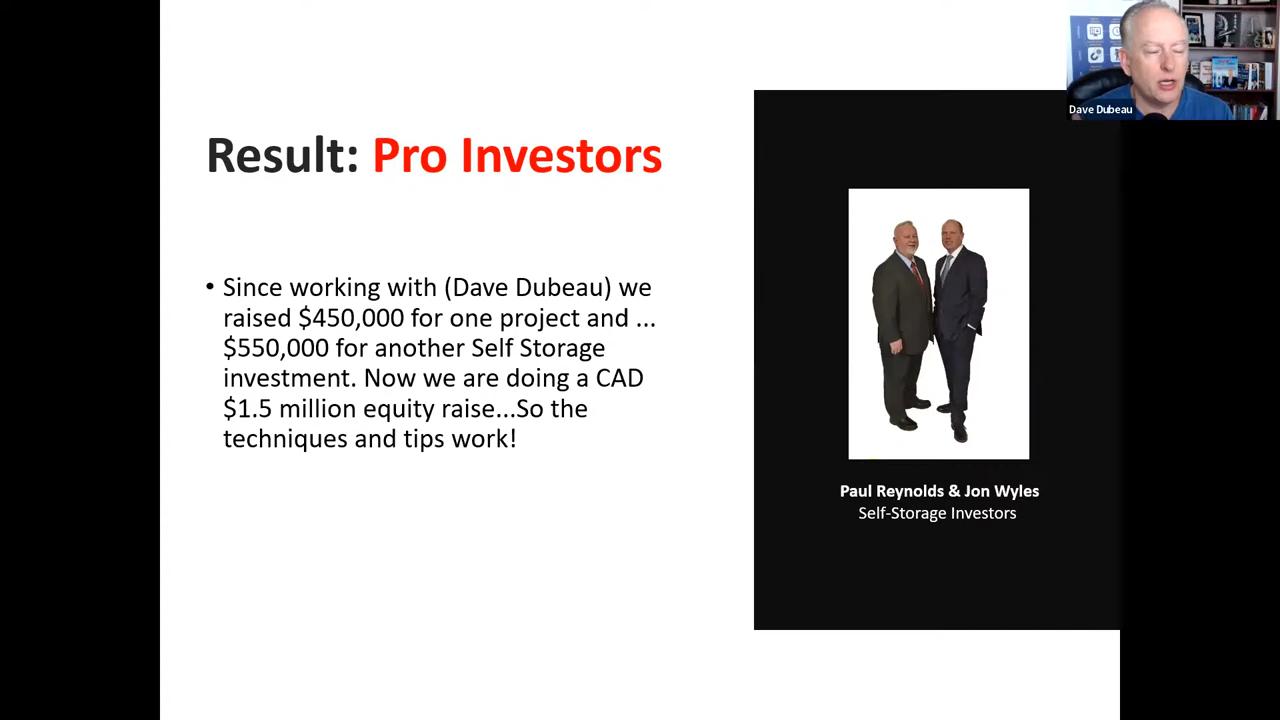 Dave Dubeau
Result: Pro Investors
• Since working with (Dave Dubeau) we
raised $450,000 for one project and ...
$550,000 for another Self Storage
investment. Now we are doing a CAD
$1.5 million equity raise...So the
techniques and tips work!
Paul Reynolds & Jon Wyles
Self-Storage Investors